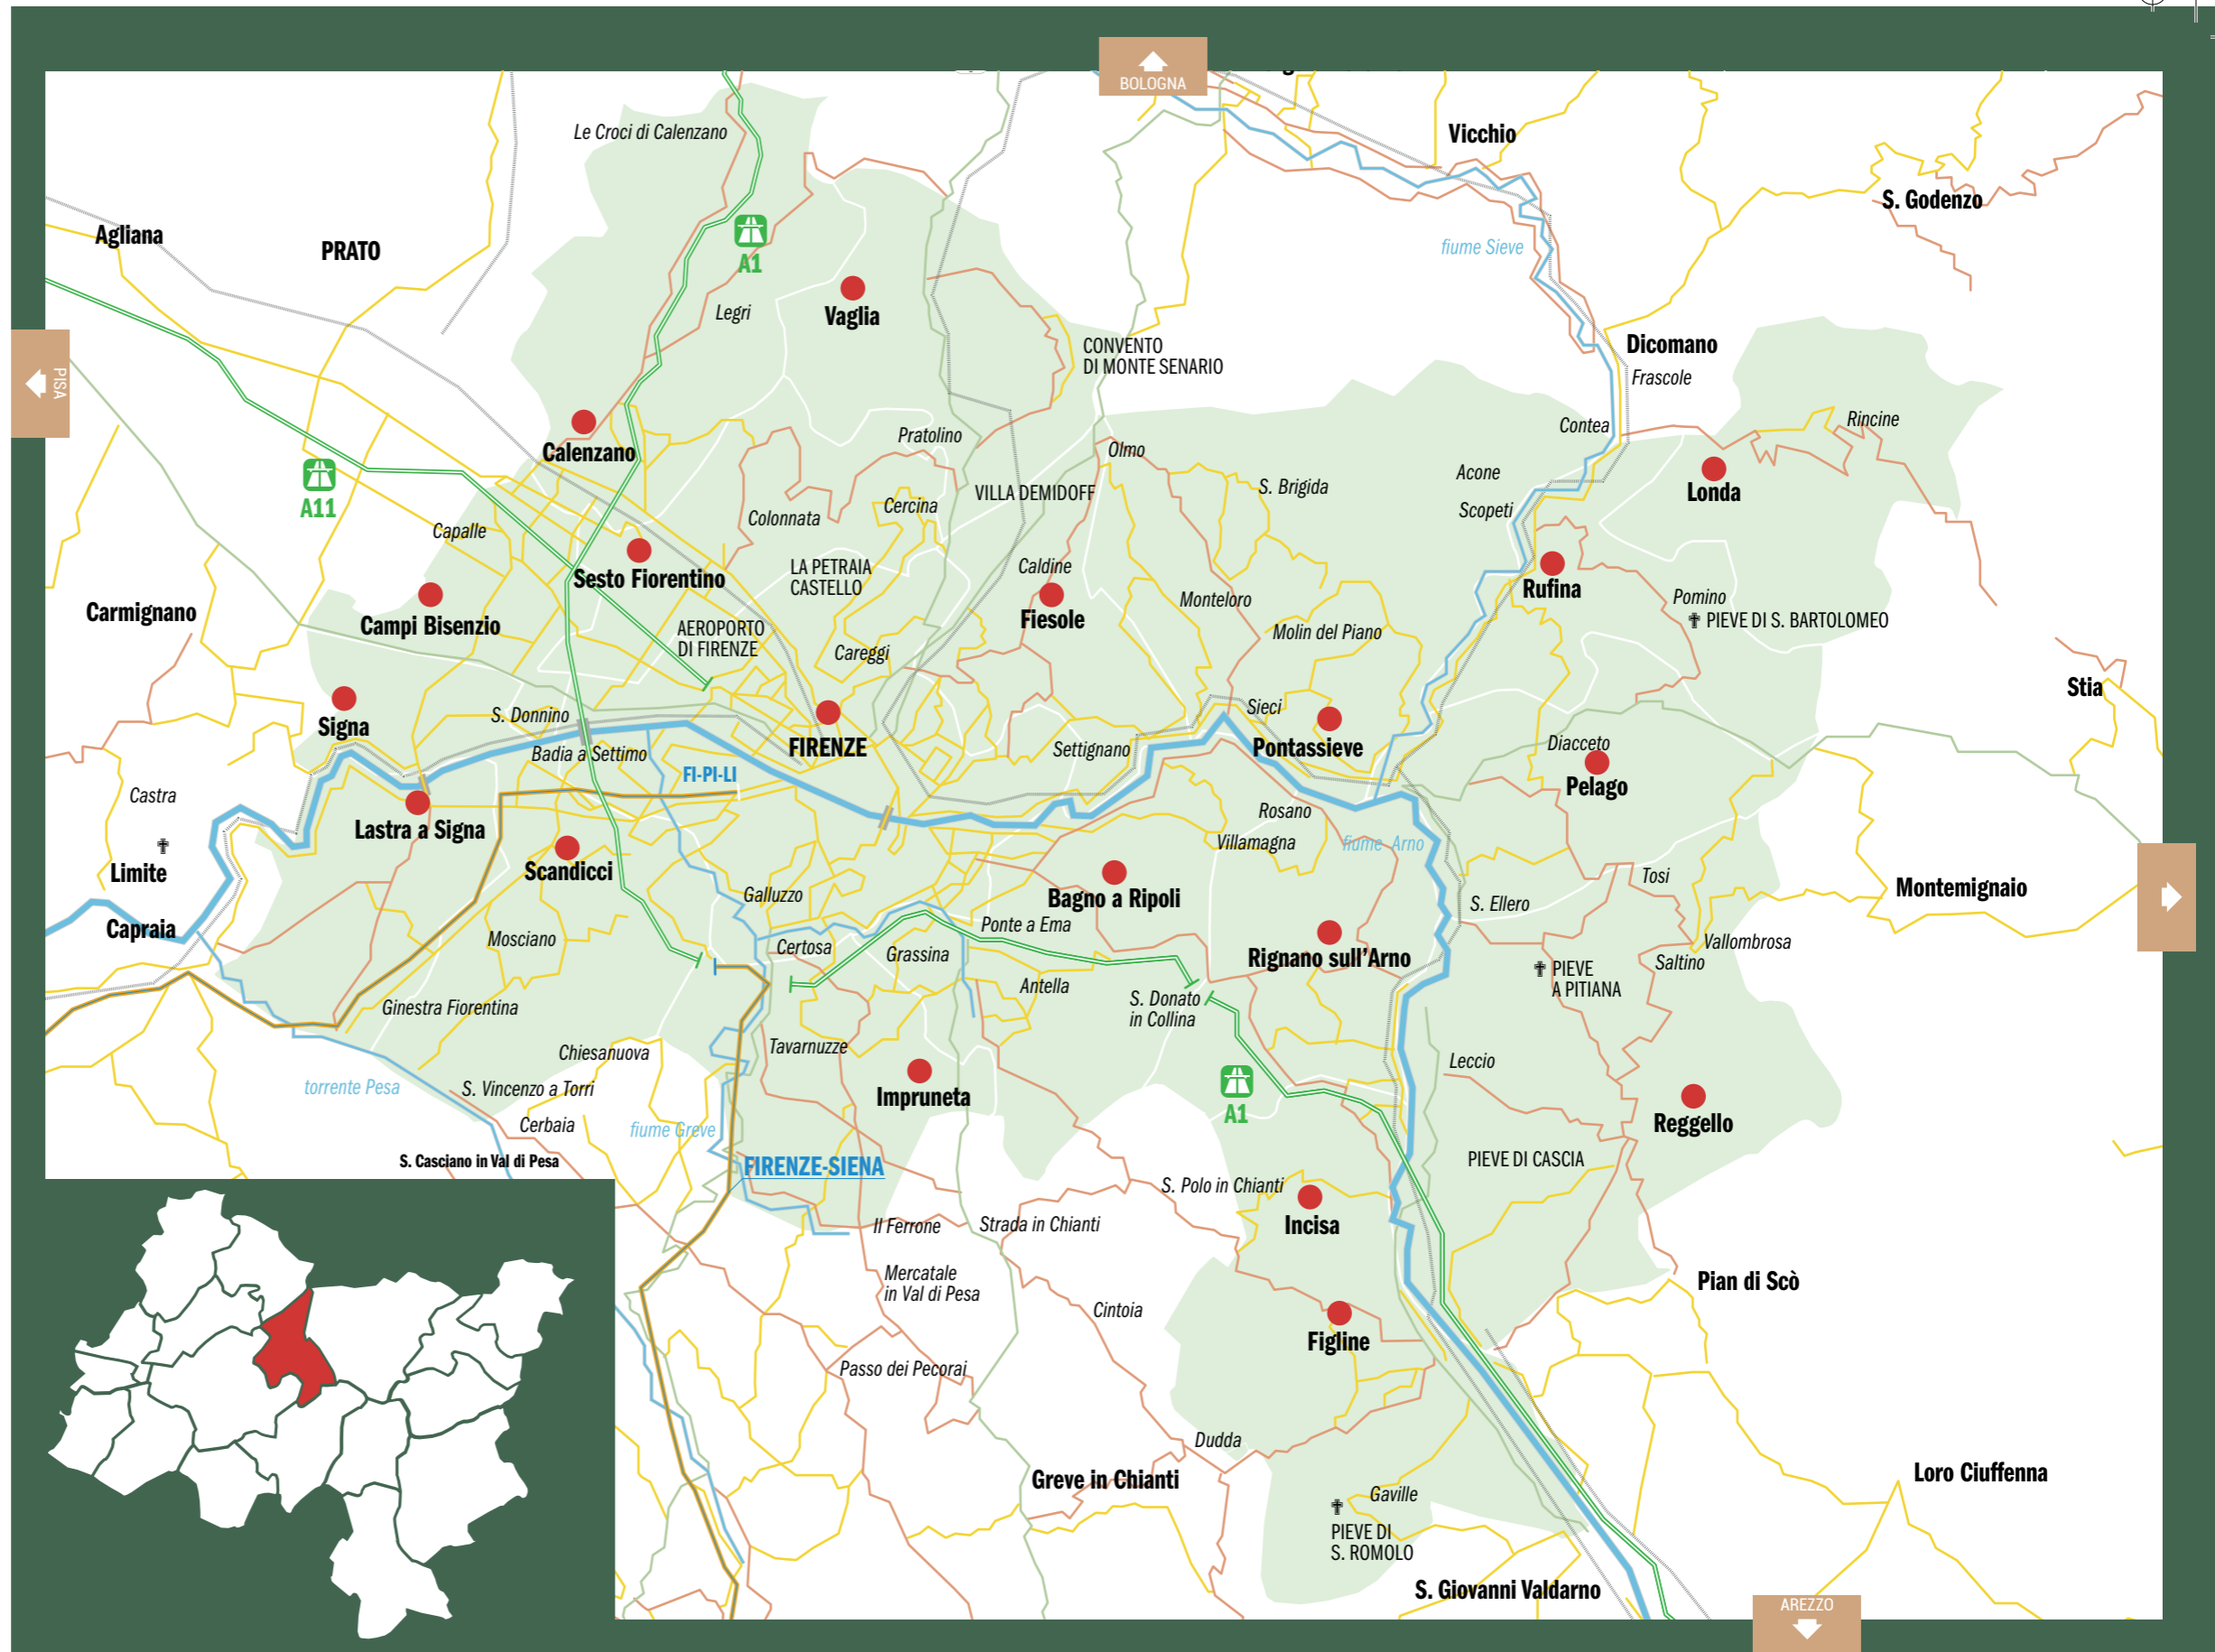 BOLOGNA
Le Croci di Calenzano
Vicchio
S. Godenzo
Agliana
PRATO
fiume Sieve
A1
Legri
Vaglia
CONVENTO
DI MONTE SENARIO
Dicomano
Frascole
PISA
Contea
Rincine
Calenzano
Pratolino
Olmo
Acone
Londa
A11
VILLA DEMIDOFF
S. Brigida
Scopeti
Capalle
Colonnata
Cercina
Sesto Fiorentino
LA PETRAIA
CASTELLO
Caldine
Rufina
Pomino
PIEVE DI S. BARTOLOMEO
Carmignano
Campi Bisenzio
Fiesole
Monteloro
Molin del Piano
AEROPORTO
DI FIRENZE
Careggi
Stia
Signa
S. Donnino
Sieci
FIRENZE
Settignano
Pontassieve
Diacceto
Badia a Settimo
FI-PI-LI
Pelago
Castra
Lastra a Signa
Rosano
Villamagna
fiume Arno
Limite
Scandicci
Tosi
Montemignaio
Galluzzo
Bagno a Ripoli
S. Ellero
Capraia
Mosciano
Certosa
Grassina
Ponte a Ema
Rignano sull'Arno
Vallombrosa
Saltino
PIEVE
A PITIANA
Antella
S. Donato
in Collina
Ginestra Fiorentina
Chiesanuova
Tavarnuzze
Leccio
torrente Pesa
S. Vincenzo a Torri
Impruneta
A1
Reggello
Cerbaia
fiume Greve
S. Casciano in Val di Pesa
FIRENZE-SIENA
PIEVE DI CASCIA
S. Polo in Chianti
Incisa
Il Ferrone
Strada in Chianti
Mercatale
in Val di Pesa
Pian di Scò
Cintoia
Figline
Passo dei Pecorai
Dudda
Greve in Chianti
Loro Ciuffenna
Gaville
PIEVE DI
S. ROMOLO
S. Giovanni Valdarno
AREZZO